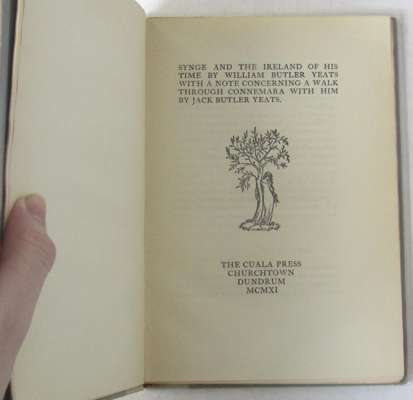 SYNGE AND THE IRELAND OF HIS
TIME BY WILLIAM BUTLER YEATS
WITH A NOTE CONCERNING A WALK
THROUGH CONNEMARA WITH HIM
BY JACK BUTLER YEATS.
THE CUALA PRESS
CHURCHTOWN
DUNDRUM
MCMXI